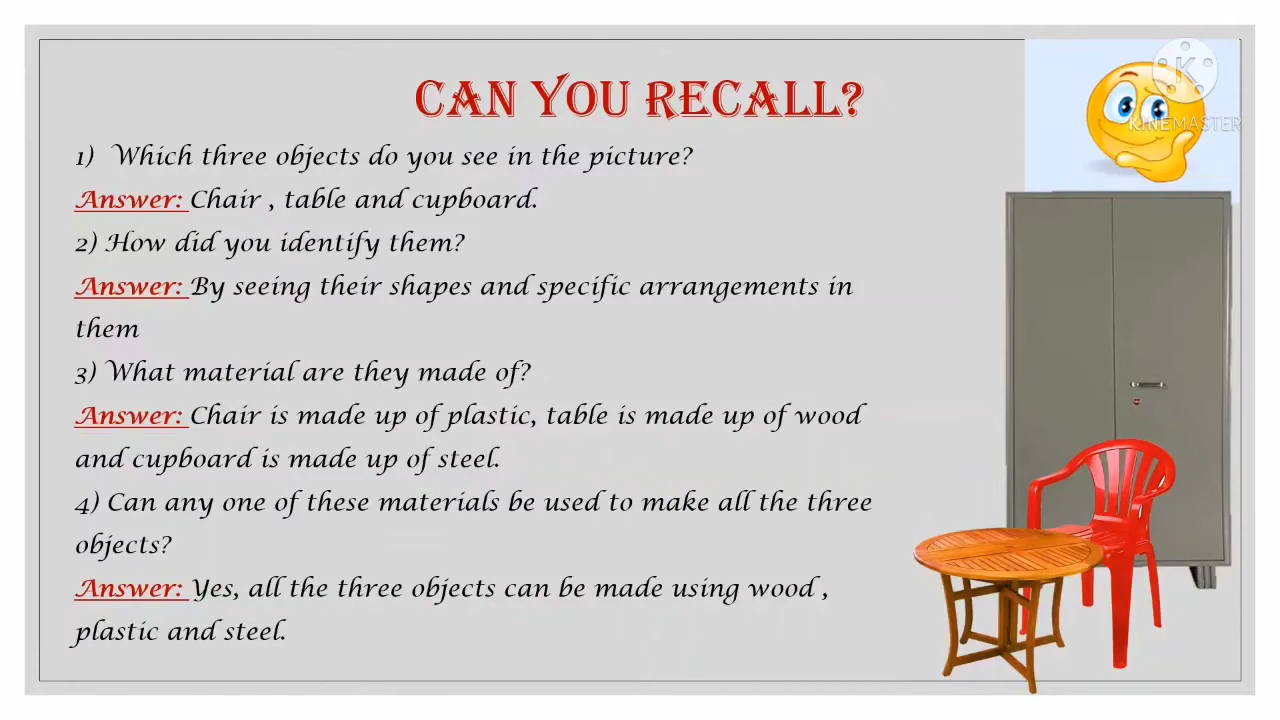 CAN YOU RECALL?
1) Which three objects do you see in the picture?
Answer: Chair , table and cupboard.
2) How did you identify them?
Answer: By seeing their shapes and specific arrangements in
them
3) What material are they made of?
Answer: Chair is made up of plastic, table is made up of wood
and cupboard is made up of steel.
4) Can any one of these materials be used to make all the three
objects?
Answer: Yes, all the three objects can be made using wood ,
plastic and steel.
K
KINEMASTER